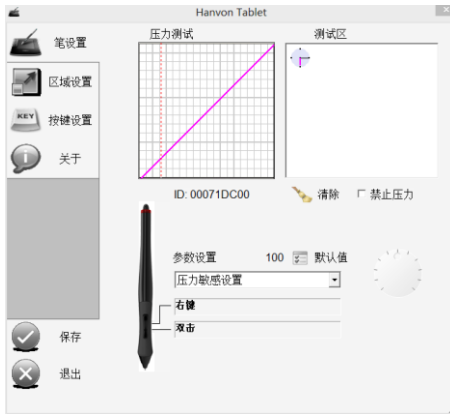 Hanvon Tablet
笔设置
区域设置
KEY 按键设置
关于
压力测试
测试区
ID: 00071DC00
清除
禁止压力
参数设置 100 默认值
压力敏感设置
右键
双击
保存
退出